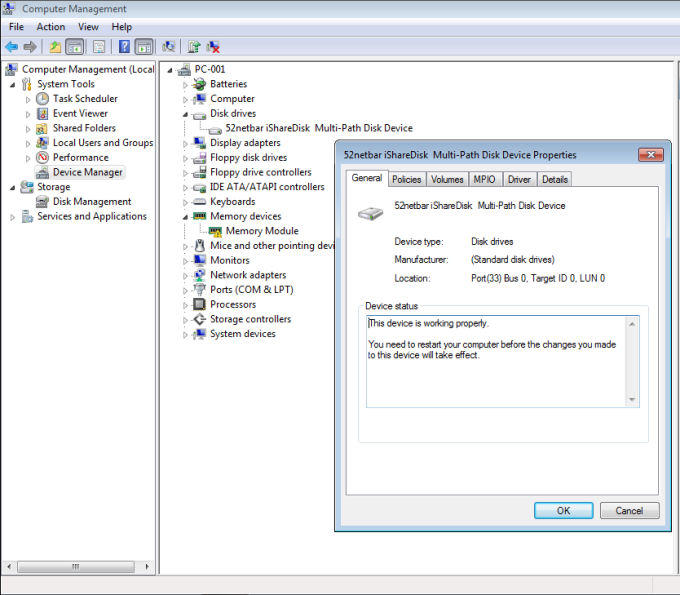 Computer Management
File Action View Help
Computer Management (Local
System Tools
Task Scheduler
Event Viewer
Shared Folders
Local Users and Groups
Performance
Device Manager
Storage
Disk Management
Services and Applications
PC-001
Batteries
Computer
Disk drives
52netbar iShareDisk Multi-Path Disk Device
Display adapters
Floppy disk drives
Floppy drive controllers
IDE ATA/ATAPI controllers
Keyboards
Memory devices
Memory Module
Mice and other pointing devi
Monitors
Network adapters
Ports (COM & LPT)
Processors
Storage controllers
System devices
52netbar iShareDisk Multi-Path Disk Device Properties
General Policies Volumes MPIO Driver Details
52netbar iShareDisk Multi-Path Disk Device
Device type: Disk drives
Manufacturer: (Standard disk drives)
Location: Port(33) Bus 0, Target ID 0, LUN 0
Device status
This device is working properly.
You need to restart your computer before the changes you made
to this device will take effect.
OK Cancel